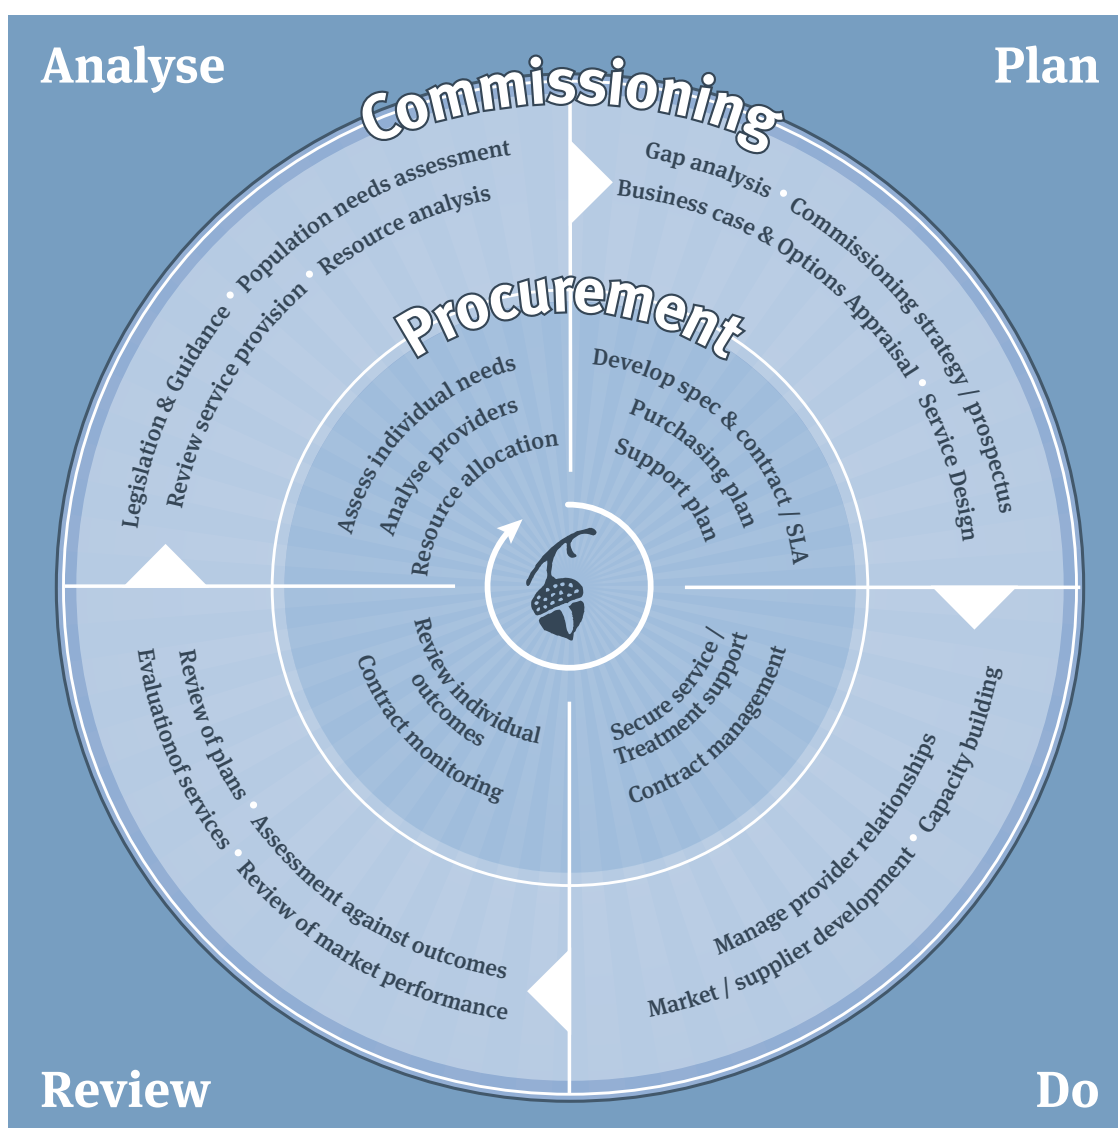 Analyse
Plan
Commissioning
Legislation & Guidance • Population needs assessment
Review service provision • Resource analysis
Gap analysis • Commissioning strategy / prospectus
Business case & Options Appraisal • Service Design
Procurement
Assess individual needs
Analyse providers
Resource allocation
Develop spec & contract / SLA
Purchasing plan
Support plan
Review individual
outcomes
Contract monitoring
Secure service /
Treatment support
Contract management
Review of plans • Assessment against outcomes
Evaluationof services • Review of market performance
Manage provider relationships
Market / supplier development • Capacity building
Review
Do